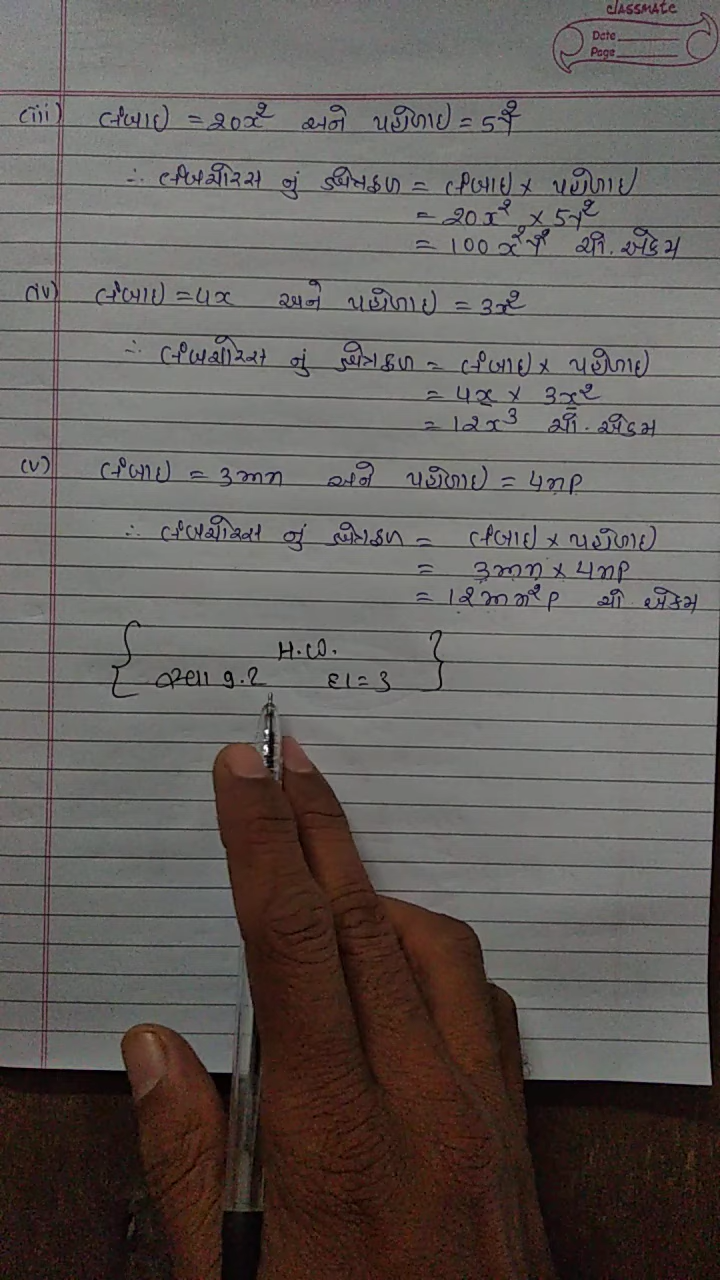 classmate
Date
Page
(iii) લંબાઇ = 20x² અને પહોળાઇ = 5y²
∴ લંબચોરસ નું ક્ષેત્રફળ = લંબાઇ × પહોળાઇ
= 20x² × 5y²
= 100 x²y² ચો. એકમ
(iv) લંબાઇ = 4x અને પહોળાઇ = 3x²
∴ લંબચોરસ નું ક્ષેત્રફળ = લંબાઇ × પહોળાઇ
= 4x × 3x²
= 12x³ ચો. એકમ
(v) લંબાઇ = 3mn અને પહોળાઇ = 4np
∴ લંબચોરસ નું ક્ષેત્રફળ = લંબાઇ × પહોળાઇ
= 3mn × 4np
= 12mn²p ચો. એકમ
H.W.
સ્વા 9.2 દા = 3